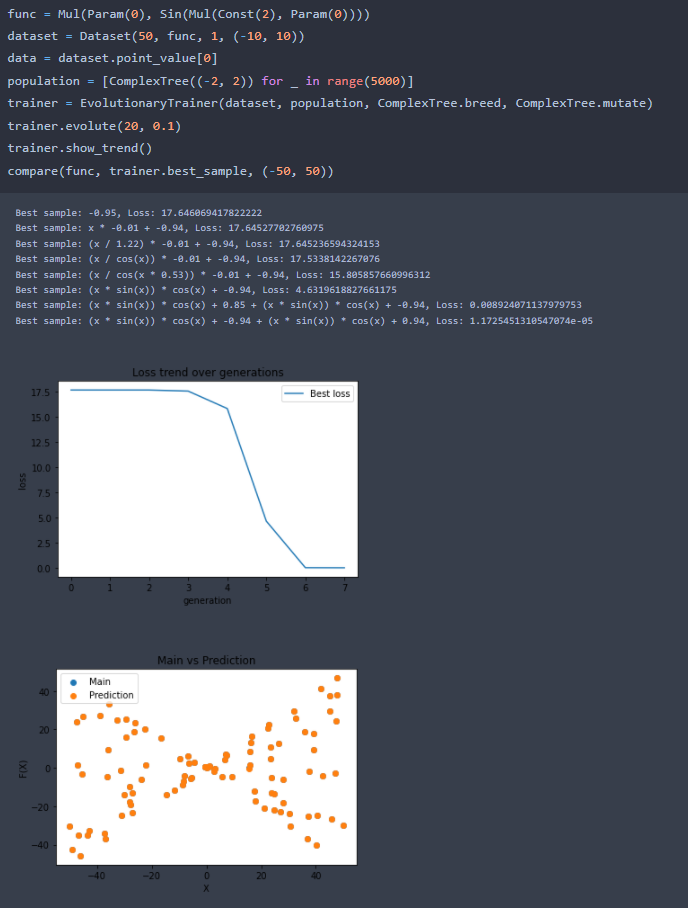 func = Mul(Param(0), Sin(Mul(Const(2), Param(0))))
dataset = Dataset(50, func, 1, (-10, 10))
data = dataset.point_value[0]
population = [ComplexTree((-2, 2)) for _ in range(5000)]
trainer = EvolutionaryTrainer(dataset, population, ComplexTree.breed, ComplexTree.mutate)
trainer.evolute(20, 0.1)
trainer.show_trend()
compare(func, trainer.best_sample, (-50, 50))
Best sample: -0.95, Loss: 17.646069417822222
Best sample: x * -0.01 + -0.94, Loss: 17.64527702760975
Best sample: (x / 1.22) * -0.01 + -0.94, Loss: 17.645236594324153
Best sample: (x / cos(x)) * -0.01 + -0.94, Loss: 17.5338142267076
Best sample: (x / cos(x * 0.53)) * -0.01 + -0.94, Loss: 15.805857660996312
Best sample: (x * sin(x)) * cos(x) + -0.94, Loss: 4.6319618827661175
Best sample: (x * sin(x)) * cos(x) + 0.85 + (x * sin(x)) * cos(x) + -0.94, Loss: 0.008924071137979753
Best sample: (x * sin(x)) * cos(x) + -0.94 + (x * sin(x)) * cos(x) + 0.94, Loss: 1.1725451310547074e-05
Loss trend over generations
Best loss
17.5
15.0
12.5
10.0
7.5
5.0
2.5
0.0
loss
0 1 2 3 4 5 6 7
generation
Main vs Prediction
Main
Prediction
40
20
0
−20
−40
F(X)
−40 −20 0 20 40
X